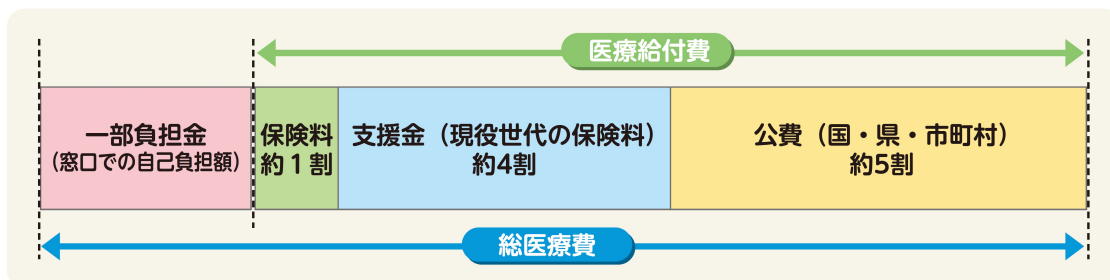 医療給付費
一部負担金
（窓口での自己負担額）
保険料
約１割
支援金（現役世代の保険料）
約4割
公費（国・県・市町村）
約5割
総医療費